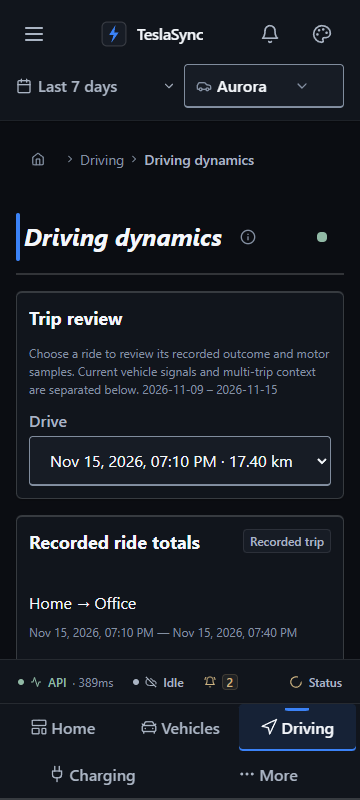 TeslaSync
Last 7 days
Aurora
Driving
Driving dynamics
Driving dynamics
Trip review
Choose a ride to review its recorded outcome and motor
samples. Current vehicle signals and multi-trip context
are separated below. 2026-11-09 – 2026-11-15
Drive
Nov 15, 2026, 07:10 PM · 17.40 km
Recorded ride totals
Recorded trip
Home → Office
Nov 15, 2026, 07:10 PM — Nov 15, 2026, 07:40 PM
API · 389ms
Idle
2
Status
Home
Vehicles
Driving
Charging
More